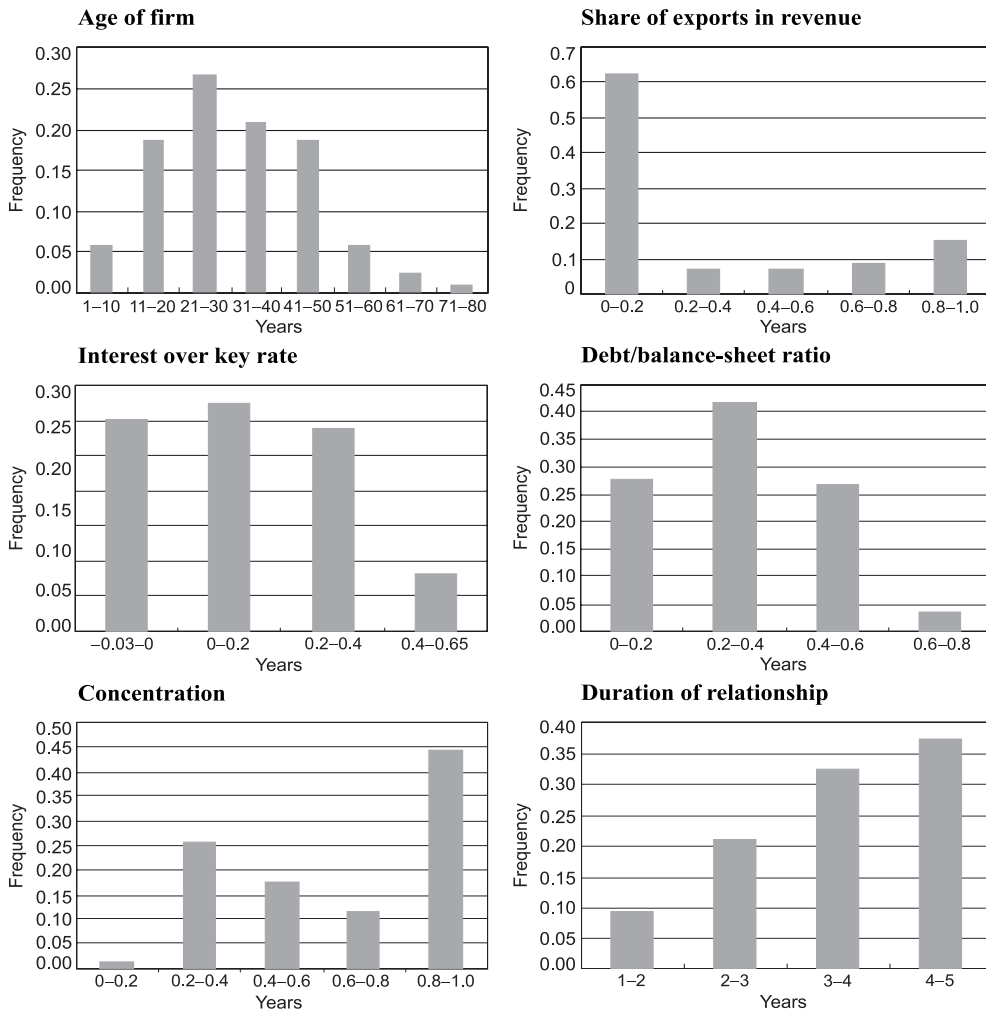 Age of firm
0.30
0.25
0.20
0.15
0.10
0.05
0.00
Frequency
1–10 11–20 21–30 31–40 41–50 51–60 61–70 71–80
Years
Share of exports in revenue
0.7
0.6
0.5
0.4
0.3
0.2
0.1
0
Frequency
0–0.2 0.2–0.4 0.4–0.6 0.6–0.8 0.8–1.0
Years
Interest over key rate
0.30
0.25
0.20
0.15
0.10
0.05
0.00
Frequency
–0.03–0 0–0.2 0.2–0.4 0.4–0.65
Years
Debt/balance-sheet ratio
0.45
0.40
0.35
0.30
0.25
0.20
0.15
0.10
0.05
0.00
Frequency
0–0.2 0.2–0.4 0.4–0.6 0.6–0.8
Years
Concentration
0.50
0.45
0.40
0.35
0.30
0.25
0.20
0.15
0.10
0.05
0.00
Frequency
0–0.2 0.2–0.4 0.4–0.6 0.6–0.8 0.8–1.0
Years
Duration of relationship
0.40
0.35
0.30
0.25
0.20
0.15
0.10
0.05
0.00
Frequency
1–2 2–3 3–4 4–5
Years